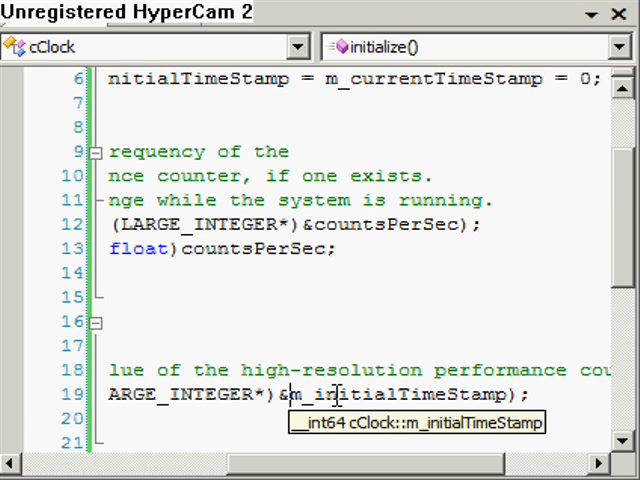 Unregistered HyperCam 2
cClock
initialize()
6 nitialTimeStamp = m_currentTimeStamp = 0;
7
8
9 requency of the
10 nce counter, if one exists.
11 nge while the system is running.
12 (LARGE_INTEGER*)&countsPerSec);
13 float)countsPerSec;
14
15
16
17
18 lue of the high-resolution performance cou
19 ARGE_INTEGER*)&m_initialTimeStamp);
__int64 cClock::m_initialTimeStamp
20
21